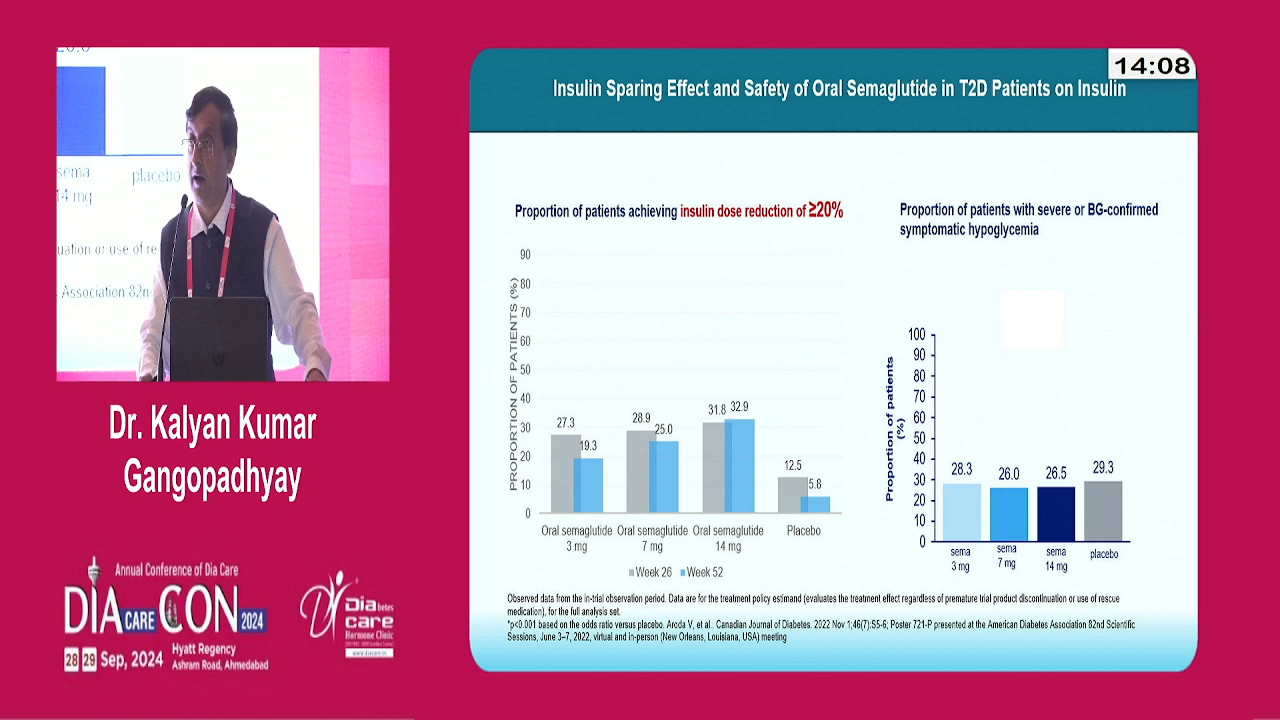 20.0
sema
placebo
14 mg
uation or use of re
Association 82n
Dr. Kalyan Kumar
Gangopadhyay
Annual Conference of Dia Care
DIA CARE CON 2024
28 29 Sep, 2024
Hyatt Regency
Ashram Road, Ahmedabad
Diabetes
care
Hormone Clinic
www.diacare.in
14:08
Insulin Sparing Effect and Safety of Oral Semaglutide in T2D Patients on Insulin
Proportion of patients achieving insulin dose reduction of ≥20%
PROPORTION OF PATIENTS (%)
90
80
70
60
50
40
30
20
10
0
27.3
19.3
28.9
25.0
31.8
32.9
12.5
5.8
Oral semaglutide
3 mg
Oral semaglutide
7 mg
Oral semaglutide
14 mg
Placebo
Week 26 Week 52
Proportion of patients with severe or BG-confirmed
symptomatic hypoglycemia
Proportion of patients
(%)
100
90
80
70
60
50
40
30
20
10
0
28.3
26.0
26.5
29.3
sema
3 mg
sema
7 mg
sema
14 mg
placebo
Observed data from the in-trial observation period. Data are for the treatment policy estimand (evaluates the treatment effect regardless of premature trial product discontinuation or use of rescue
medication), for the full analysis set.
*p<0.001 based on the odds ratio versus placebo. Aroda V, et al.. Canadian Journal of Diabetes. 2022 Nov 1;46(7):S5-6; Poster 721-P presented at the American Diabetes Association 82nd Scientific
Sessions, June 3–7, 2022, virtual and in-person (New Orleans, Louisiana, USA) meeting